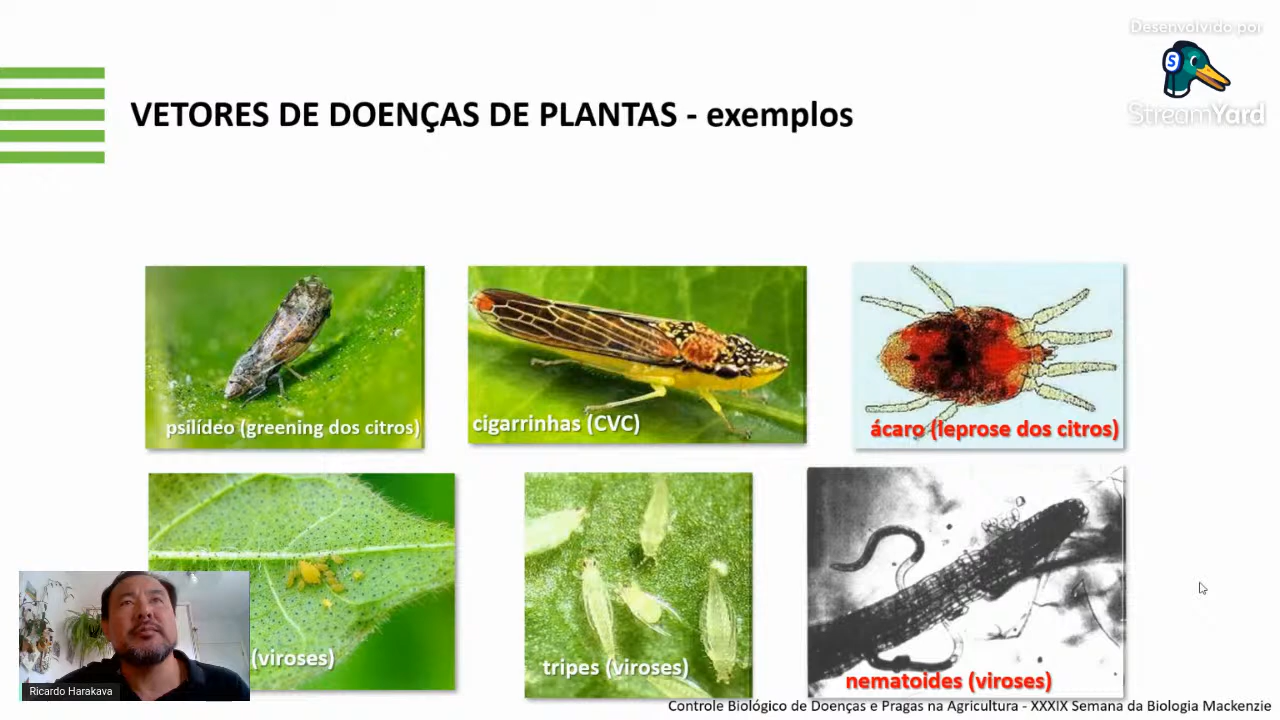 Desenvolvido por
StreamYard
VETORES DE DOENÇAS DE PLANTAS - exemplos
psilídeo (greening dos citros)
cigarrinhas (CVC)
ácaro (leprose dos citros)
(viroses)
tripes (viroses)
nematoides (viroses)
Ricardo Harakava
Controle Biológico de Doenças e Pragas na Agricultura - XXXIX Semana da Biologia Mackenzie